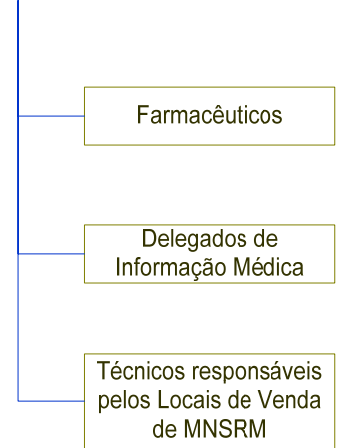 Farmacêuticos
Delegados de
Informação Médica
Técnicos responsáveis
pelos Locais de Venda
de MNSRM